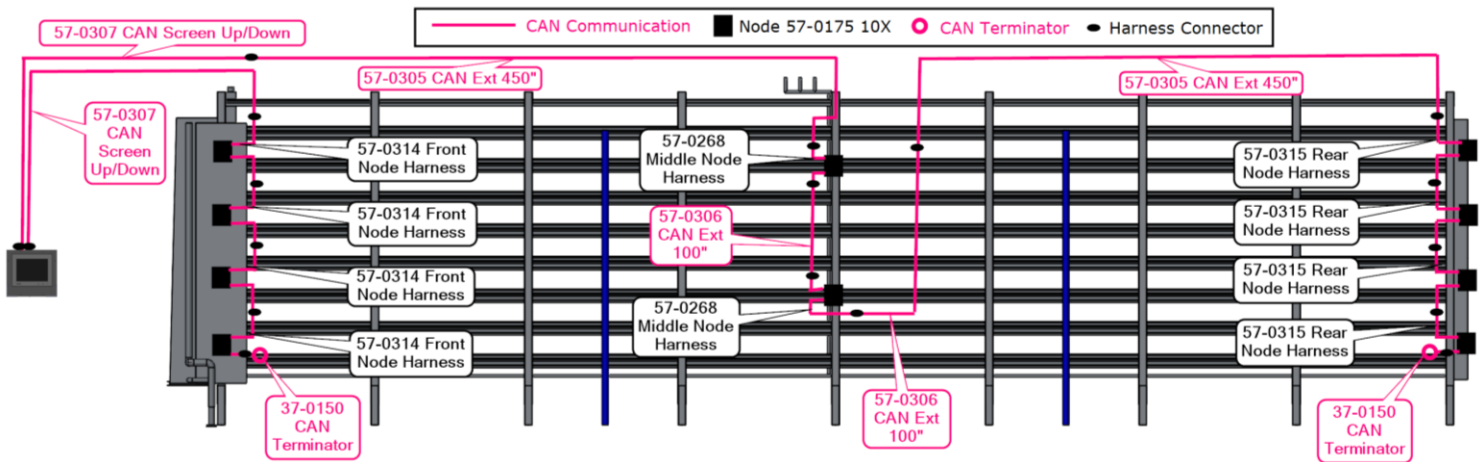 CAN Communication
Node 57-0175 10X
CAN Terminator
Harness Connector
57-0307 CAN Screen Up/Down
57-0305 CAN Ext 450"
57-0305 CAN Ext 450"
57-0307
CAN
Screen
Up/Down
57-0314 Front
Node Harness
57-0268
Middle Node
Harness
57-0315 Rear
Node Harness
57-0314 Front
Node Harness
57-0306
CAN Ext
100"
57-0315 Rear
Node Harness
57-0314 Front
Node Harness
57-0315 Rear
Node Harness
57-0268
Middle Node
Harness
57-0314 Front
Node Harness
57-0315 Rear
Node Harness
37-0150
CAN
Terminator
57-0306
CAN Ext
100"
37-0150
CAN
Terminator